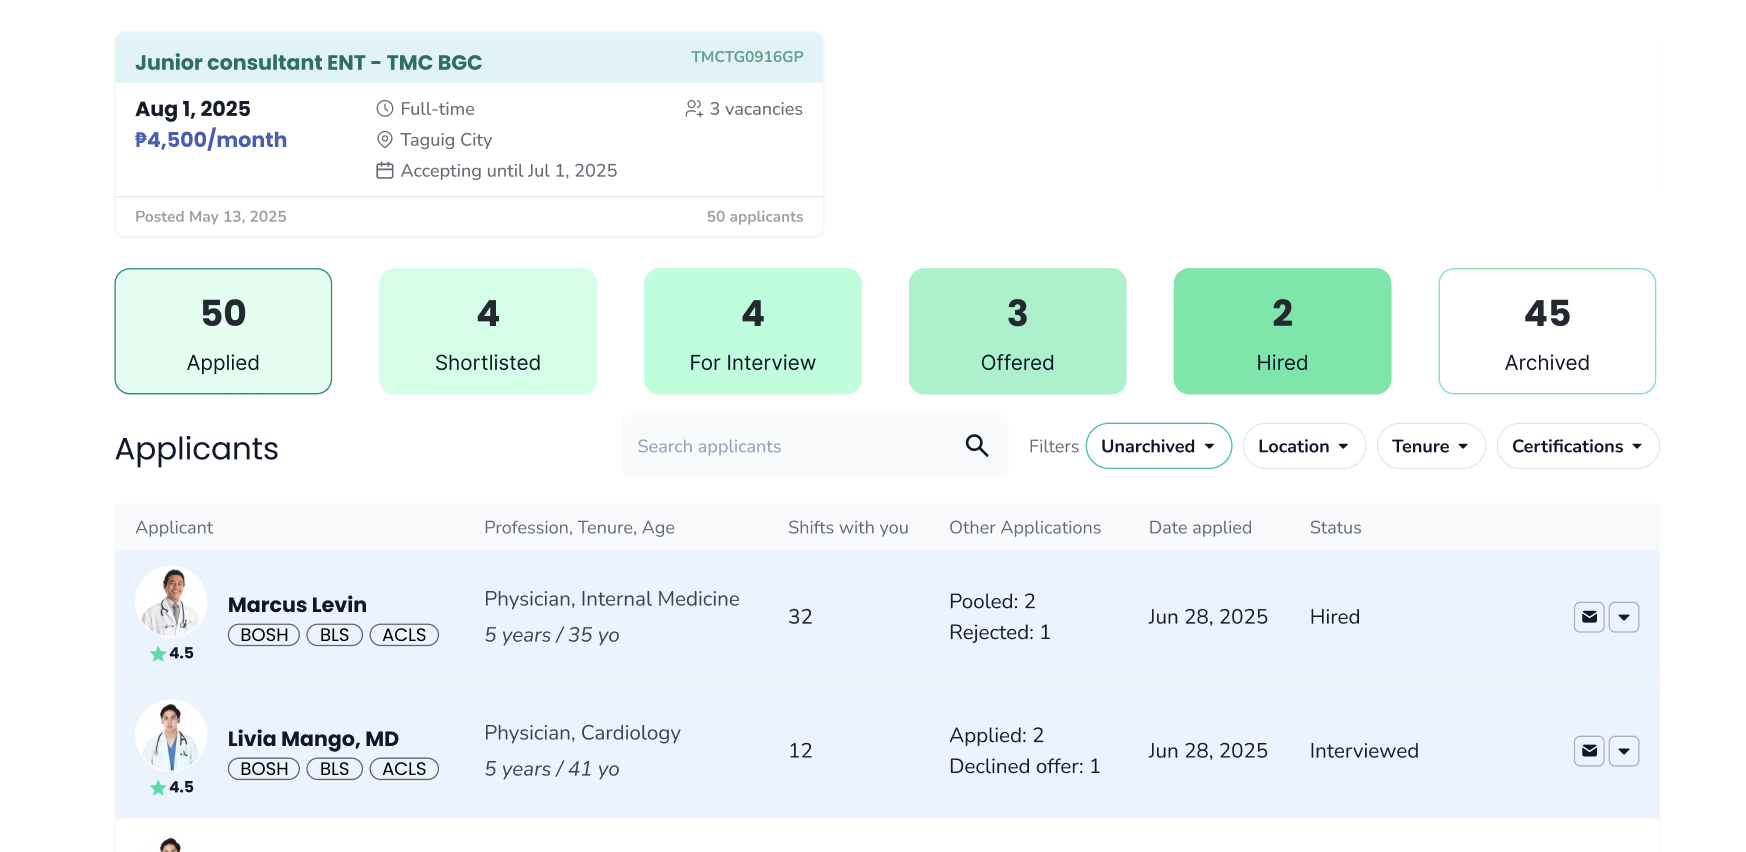 Junior consultant ENT - TMC BGC
TMCTG0916GP
Aug 1, 2025
₱4,500/month
Full-time
Taguig City
Accepting until Jul 1, 2025
3 vacancies
Posted May 13, 2025
50 applicants
50
Applied
4
Shortlisted
4
For Interview
3
Offered
2
Hired
45
Archived
Applicants
Search applicants
Filters
Unarchived
Location
Tenure
Certifications
Applicant
Profession, Tenure, Age
Shifts with you
Other Applications
Date applied
Status
Marcus Levin
BOSH
BLS
ACLS
4.5
Physician, Internal Medicine
5 years / 35 yo
32
Pooled: 2
Rejected: 1
Jun 28, 2025
Hired
Livia Mango, MD
BOSH
BLS
ACLS
4.5
Physician, Cardiology
5 years / 41 yo
12
Applied: 2
Declined offer: 1
Jun 28, 2025
Interviewed